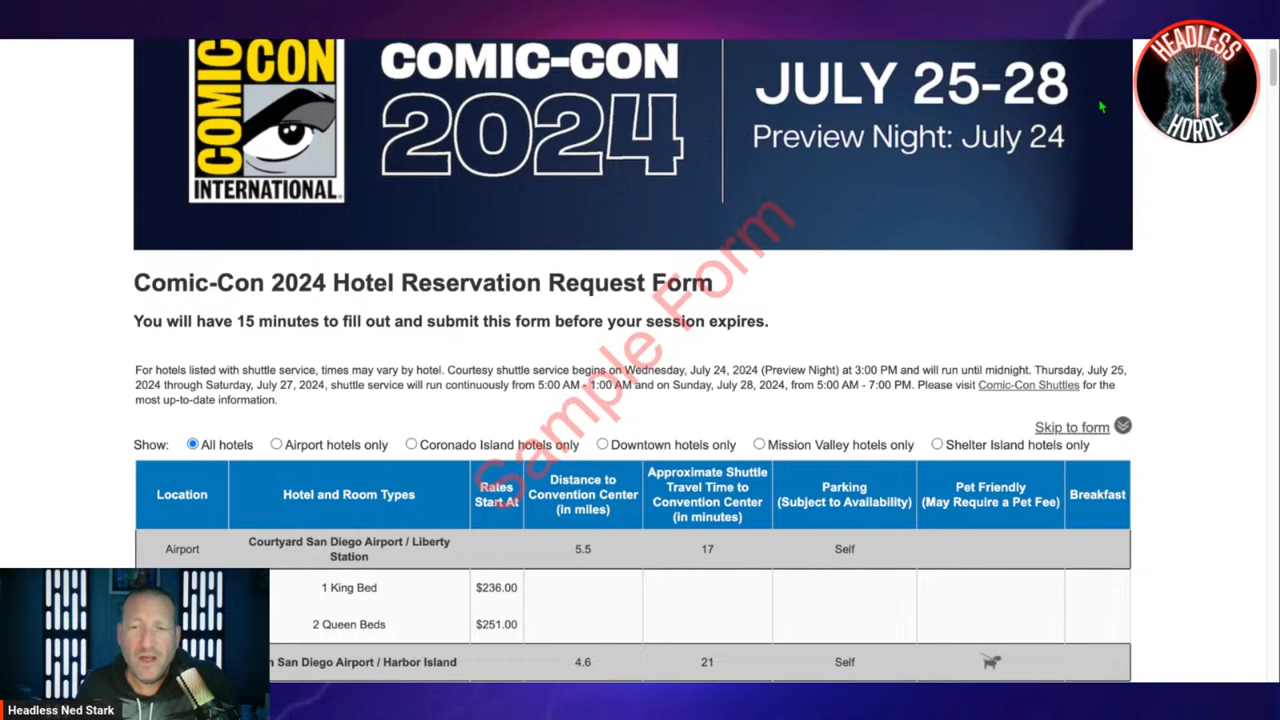 COMIC
CON
INTERNATIONAL
COMIC-CON
2024
JULY 25-28
Preview Night: July 24
HEADLESS
HORDE
Comic-Con 2024 Hotel Reservation Request Form
You will have 15 minutes to fill out and submit this form before your session expires.
Sample Form
For hotels listed with shuttle service, times may vary by hotel. Courtesy shuttle service begins on Wednesday, July 24, 2024 (Preview Night) at 3:00 PM and will run until midnight. Thursday, July 25,
2024 through Saturday, July 27, 2024, shuttle service will run continuously from 5:00 AM - 1:00 AM and on Sunday, July 28, 2024, from 5:00 AM - 7:00 PM. Please visit Comic-Con Shuttles for the
most up-to-date information.
Skip to form
Show: All hotels Airport hotels only Coronado Island hotels only Downtown hotels only Mission Valley hotels only Shelter Island hotels only
Location
Hotel and Room Types
Rates
Start At
Distance to
Convention Center
(in miles)
Approximate Shuttle
Travel Time to
Convention Center
(in minutes)
Parking
(Subject to Availability)
Pet Friendly
(May Require a Pet Fee)
Breakfast
Airport
Courtyard San Diego Airport / Liberty
Station
5.5
17
Self
1 King Bed $236.00
2 Queen Beds $251.00
San Diego Airport / Harbor Island 4.6 21 Self
Headless Ned Stark